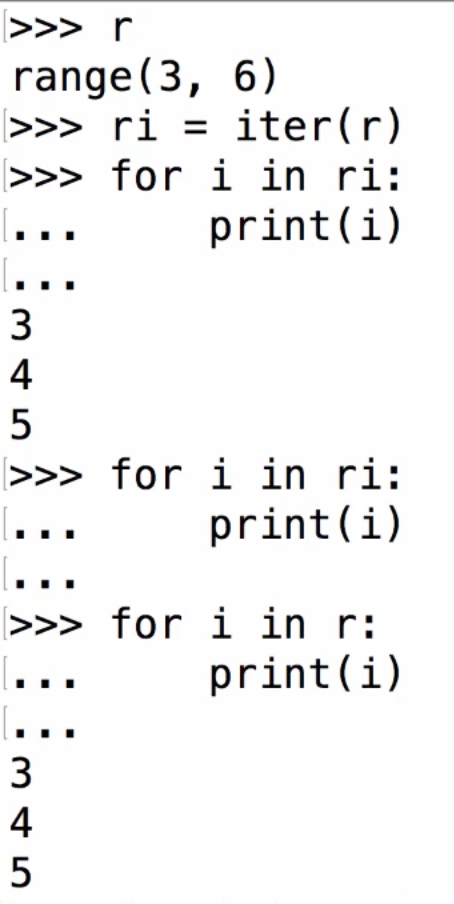 >>> r
range(3, 6)
>>> ri = iter(r)
>>> for i in ri:
...     print(i)
...
3
4
5
>>> for i in ri:
...     print(i)
...
>>> for i in r:
...     print(i)
...
3
4
5